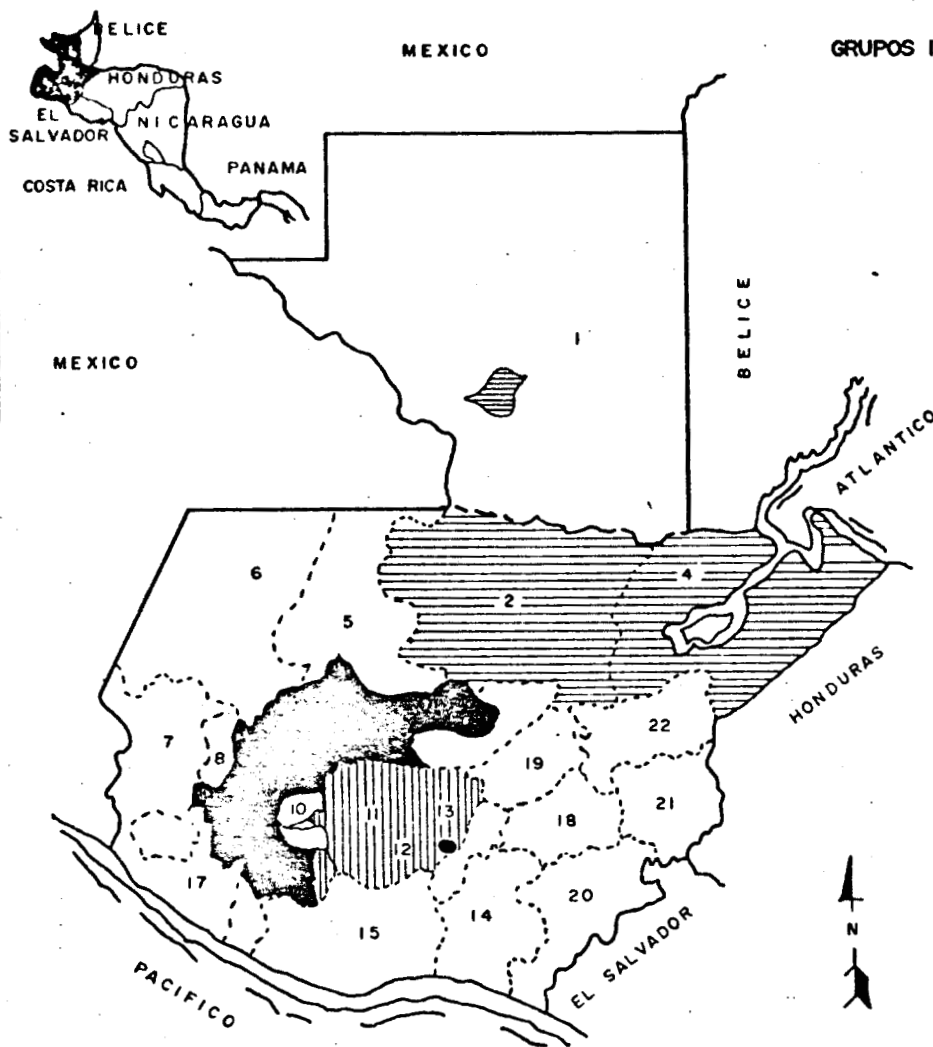 BELICE
HONDURAS
EL
SALVADOR
NICARAGUA
COSTA RICA
PANAMA
MEXICO
GRUPOS
MEXICO
BELICE
ATLANTICO
HONDURAS
EL SALVADOR
PACIFICO
N
1
2
4
5
6
7
8
10
11
12
13
14
15
17
18
19
20
21
22